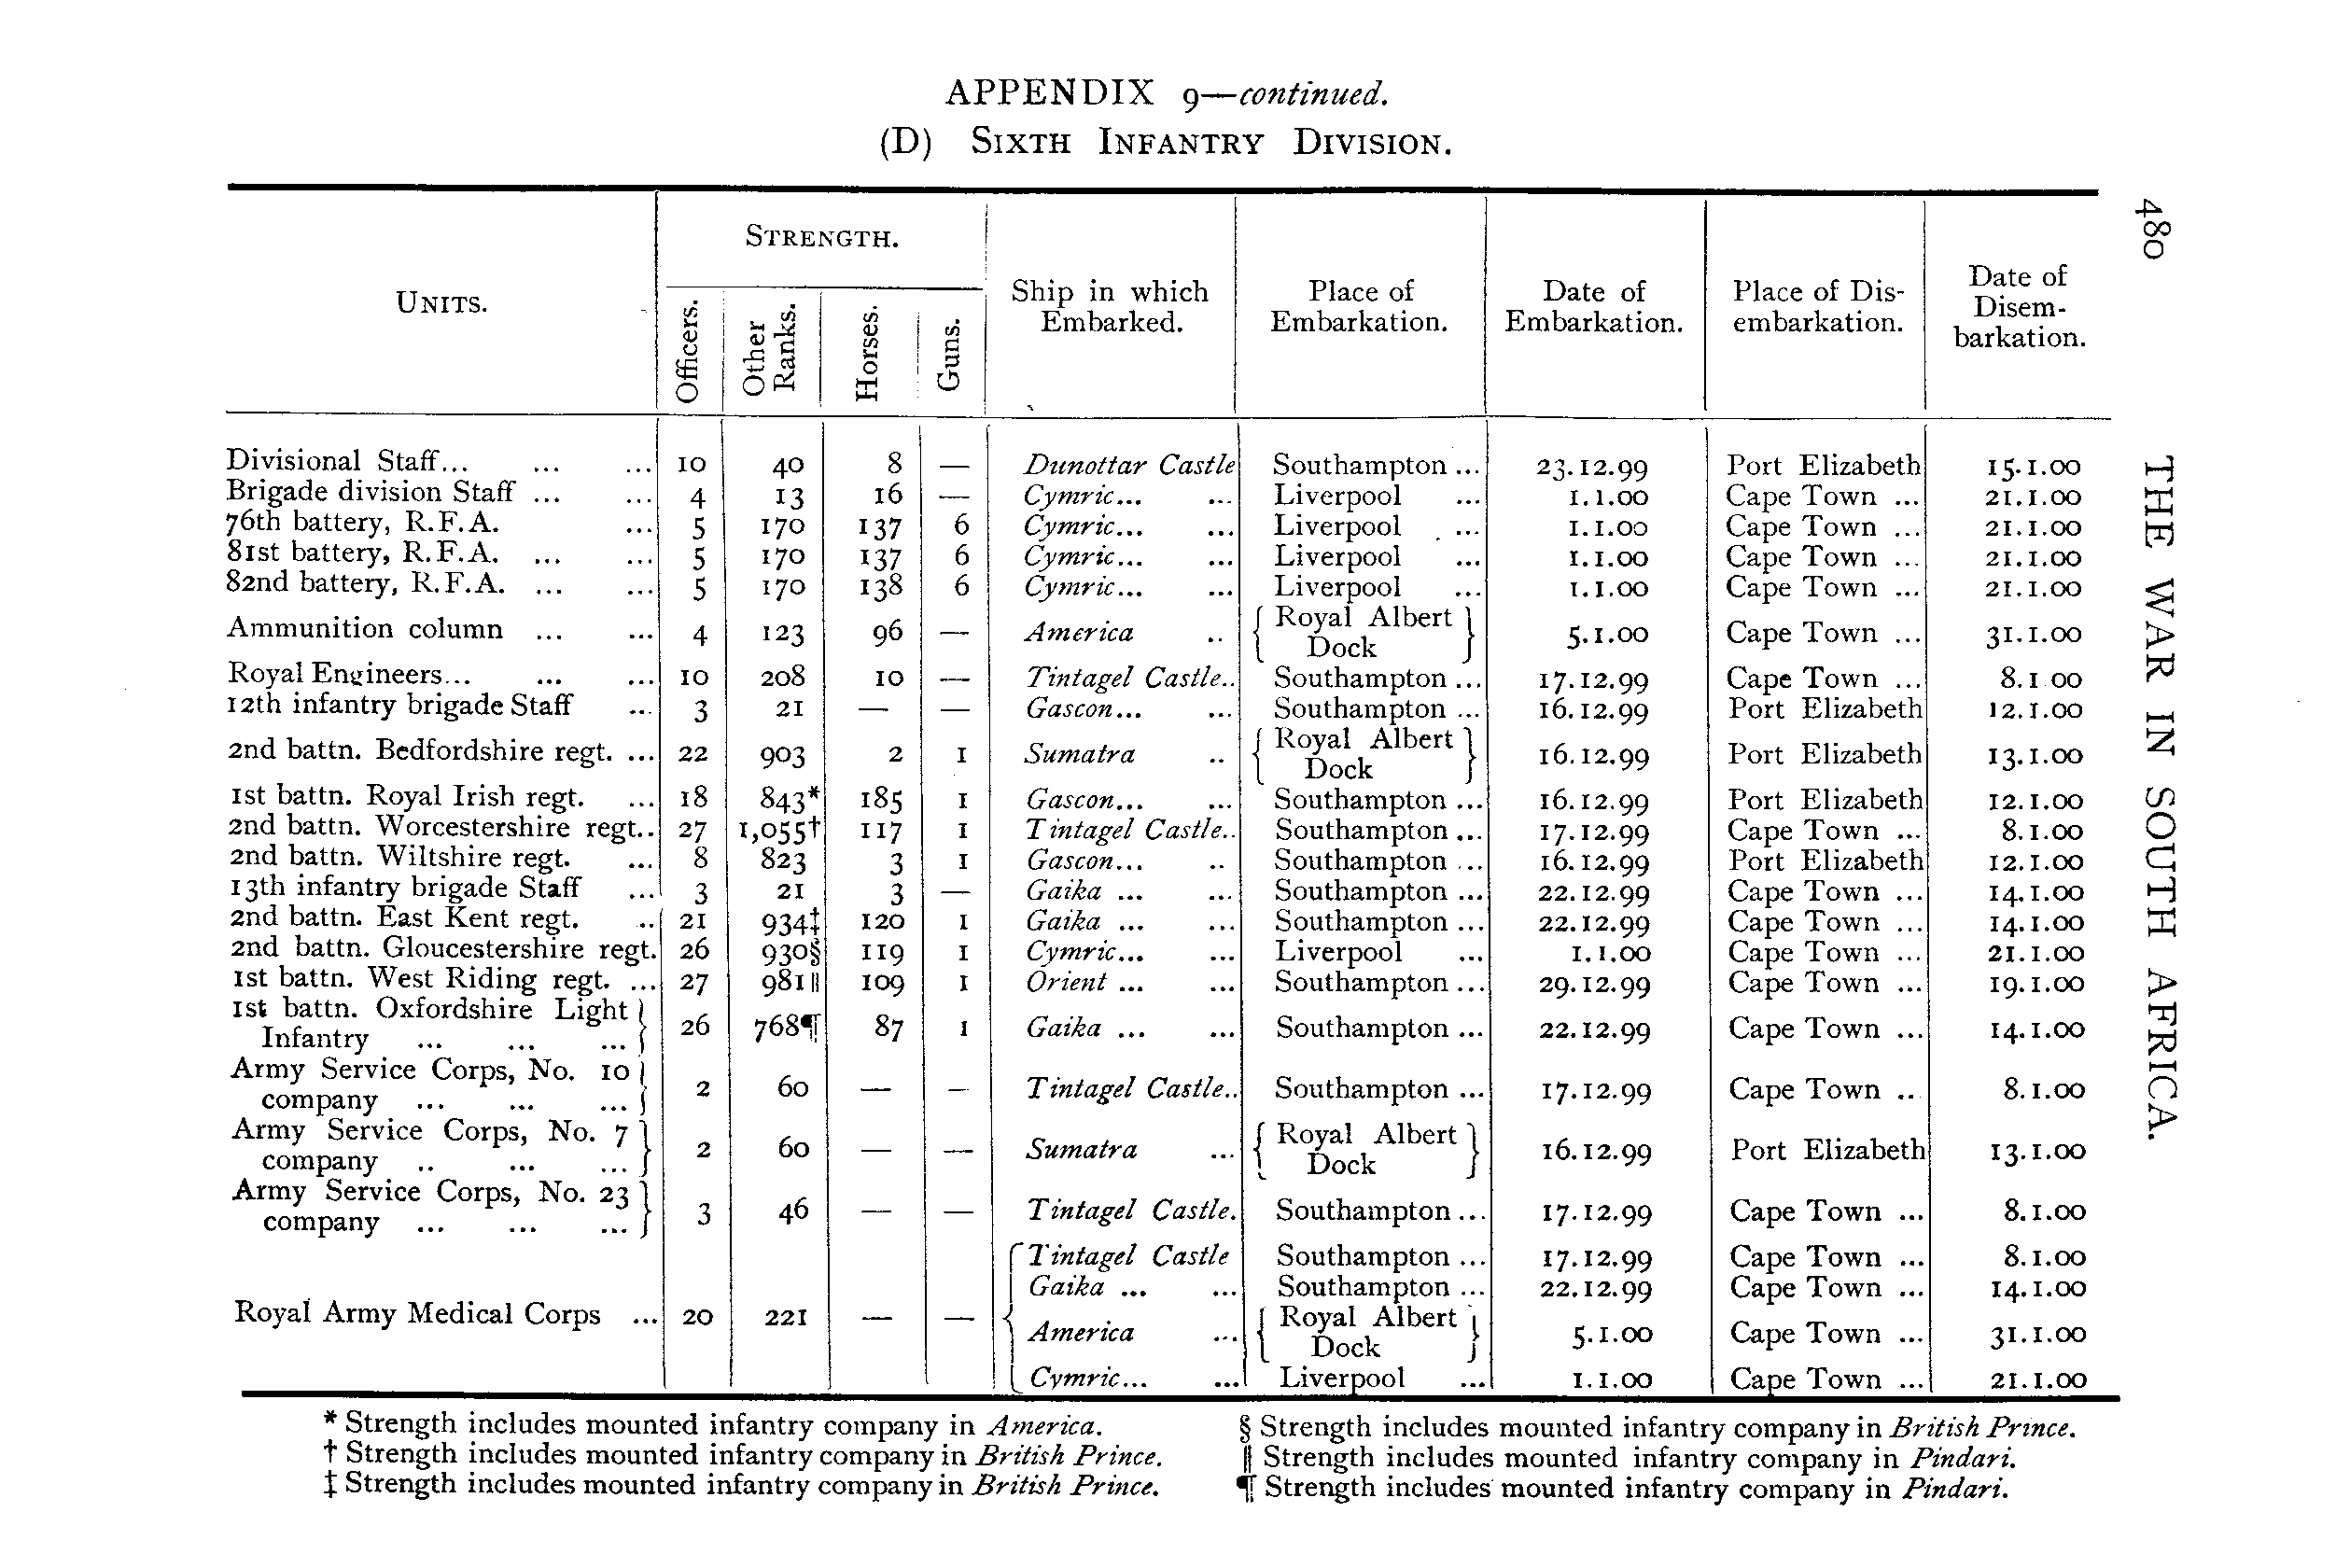 APPENDIX 9—continued.
(D) SIXTH INFANTRY DIVISION.
480
THE WAR IN SOUTH AFRICA.
UNITS. STRENGTH. Ship in which Embarked. Place of Embarkation. Date of Embarkation. Place of Dis-embarkation. Date of Disem-barkation.
Officers. Other Ranks. Horses. Guns.
Divisional Staff... ... ... 10 40 8 — Dunottar Castle Southampton ... 23.12.99 Port Elizabeth 15.1.00
Brigade division Staff ... ... 4 13 16 — Cymric... ... Liverpool ... 1.1.00 Cape Town ... 21.1.00
76th battery, R.F.A. ... 5 170 137 6 Cymric... ... Liverpool ... 1.1.00 Cape Town ... 21.1.00
81st battery, R.F.A. ... ... 5 170 137 6 Cymric... ... Liverpool ... 1.1.00 Cape Town ... 21.1.00
82nd battery, R.F.A. ... ... 5 170 138 6 Cymric... ... Liverpool ... 1.1.00 Cape Town ... 21.1.00
Ammunition column ... ... 4 123 96 — America .. { Royal Albert Dock } 5.1.00 Cape Town ... 31.1.00
Royal Engineers... ... ... 10 208 10 — Tintagel Castle.. Southampton ... 17.12.99 Cape Town ... 8.1 00
12th infantry brigade Staff ... 3 21 — — Gascon... ... Southampton ... 16.12.99 Port Elizabeth 12.1.00
2nd battn. Bedfordshire regt. ... 22 903 2 1 Sumatra .. { Royal Albert Dock } 16.12.99 Port Elizabeth 13.1.00
1st battn. Royal Irish regt. ... 18 843* 185 1 Gascon... ... Southampton ... 16.12.99 Port Elizabeth 12.1.00
2nd battn. Worcestershire regt.. 27 1,055† 117 1 Tintagel Castle.. Southampton ... 17.12.99 Cape Town ... 8.1.00
2nd battn. Wiltshire regt. ... 8 823 3 1 Gascon... .. Southampton ... 16.12.99 Port Elizabeth 12.1.00
13th infantry brigade Staff ... 3 21 3 — Gaika ... ... Southampton ... 22.12.99 Cape Town ... 14.1.00
2nd battn. East Kent regt. .. 21 934‡ 120 1 Gaika ... ... Southampton ... 22.12.99 Cape Town ... 14.1.00
2nd battn. Gloucestershire regt. 26 930§ 119 1 Cymric... ... Liverpool ... 1.1.00 Cape Town ... 21.1.00
1st battn. West Riding regt. ... 27 981‖ 109 1 Orient ... ... Southampton ... 29.12.99 Cape Town ... 19.1.00
1st battn. Oxfordshire Light }
Infantry ... ... ... } 26 768¶ 87 1 Gaika ... ... Southampton ... 22.12.99 Cape Town ... 14.1.00
Army Service Corps, No. 10 }
company ... ... ... } 2 60 — — Tintagel Castle.. Southampton ... 17.12.99 Cape Town .. 8.1.00
Army Service Corps, No. 7 }
company .. ... ... } 2 60 — — Sumatra ... { Royal Albert Dock } 16.12.99 Port Elizabeth 13.1.00
Army Service Corps, No. 23 }
company ... ... ... } 3 46 — — Tintagel Castle. Southampton ... 17.12.99 Cape Town ... 8.1.00
Royal Army Medical Corps ... 20 221 — — { Tintagel Castle Southampton ... 17.12.99 Cape Town ... 8.1.00
Gaika ... ... Southampton ... 22.12.99 Cape Town ... 14.1.00
America ... { Royal Albert Dock } 5.1.00 Cape Town ... 31.1.00
Cymric... ... Liverpool ... 1.1.00 Cape Town ... 21.1.00
* Strength includes mounted infantry company in America.
† Strength includes mounted infantry company in British Prince.
‡ Strength includes mounted infantry company in British Prince.
§ Strength includes mounted infantry company in British Prince.
‖ Strength includes mounted infantry company in Pindari.
¶ Strength includes mounted infantry company in Pindari.